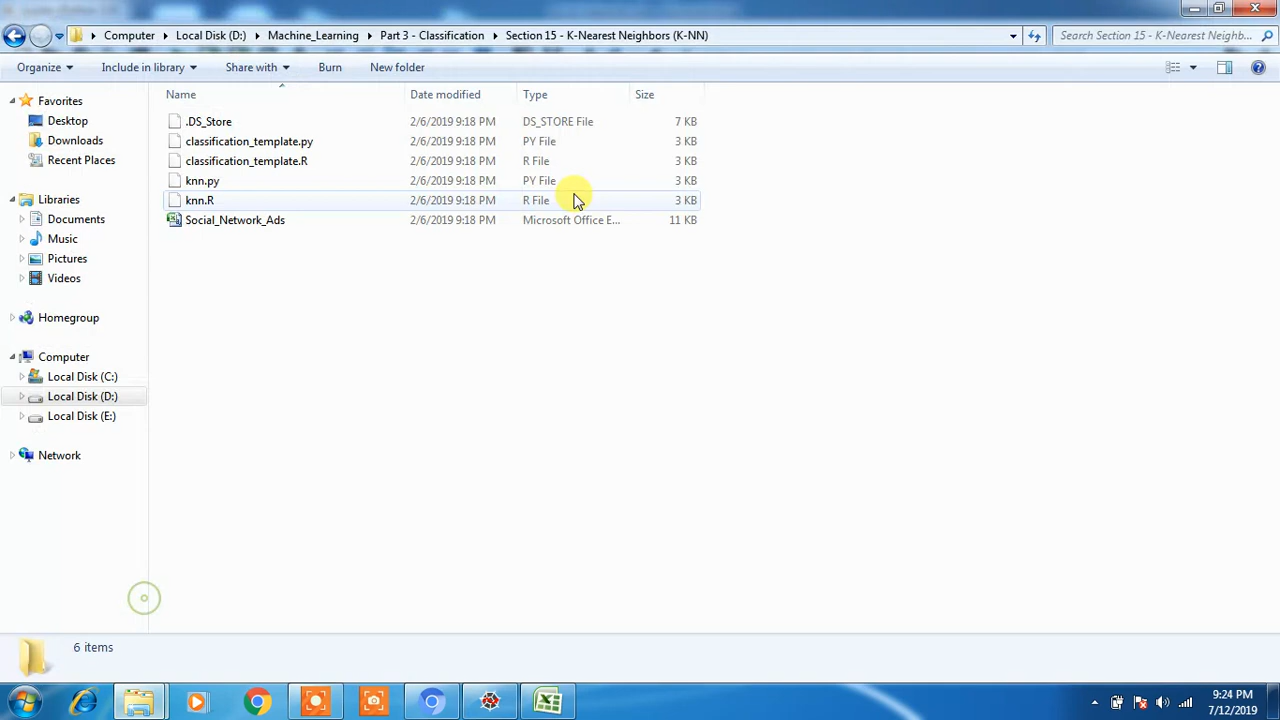 Computer Local Disk (D:) Machine_Learning Part 3 - Classification Section 15 - K-Nearest Neighbors (K-NN) Search Section 15 - K-Nearest Neighb...
Organize Include in library Share with Burn New folder
Name Date modified Type Size
Favorites
Desktop
Downloads
Recent Places
Libraries
Documents
Music
Pictures
Videos
Homegroup
Computer
Local Disk (C:)
Local Disk (D:)
Local Disk (E:)
Network
.DS_Store 2/6/2019 9:18 PM DS_STORE File 7 KB
classification_template.py 2/6/2019 9:18 PM PY File 3 KB
classification_template.R 2/6/2019 9:18 PM R File 3 KB
knn.py 2/6/2019 9:18 PM PY File 3 KB
knn.R 2/6/2019 9:18 PM R File 3 KB
Social_Network_Ads 2/6/2019 9:18 PM Microsoft Office E... 11 KB
6 items
9:24 PM
7/12/2019